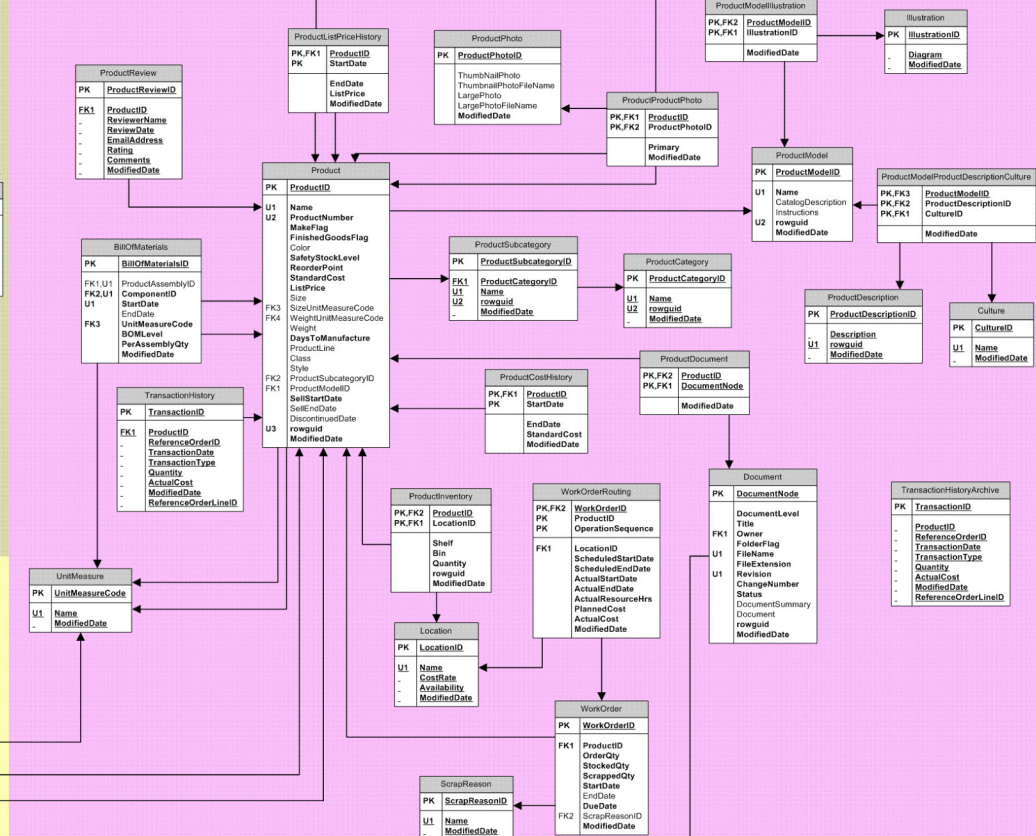 ProductModelIllustration
PK,FK2 ProductModelID
PK,FK1 IllustrationID
ModifiedDate
Illustration
PK IllustrationID
Diagram
ModifiedDate
ProductListPriceHistory
PK,FK1 ProductID
PK StartDate
EndDate
ListPrice
ModifiedDate
ProductPhoto
PK ProductPhotoID
ThumbNailPhoto
ThumbnailPhotoFileName
LargePhoto
LargePhotoFileName
ModifiedDate
ProductReview
PK ProductReviewID
FK1 ProductID
ReviewerName
ReviewDate
EmailAddress
Rating
Comments
ModifiedDate
ProductProductPhoto
PK,FK1 ProductID
PK,FK2 ProductPhotoID
Primary
ModifiedDate
ProductModel
PK ProductModelID
U1 Name
CatalogDescription
Instructions
U2 rowguid
ModifiedDate
ProductModelProductDescriptionCulture
PK,FK3 ProductModelID
PK,FK2 ProductDescriptionID
PK,FK1 CultureID
ModifiedDate
Product
PK ProductID
U1 Name
U2 ProductNumber
MakeFlag
FinishedGoodsFlag
Color
SafetyStockLevel
ReorderPoint
StandardCost
ListPrice
Size
FK3 SizeUnitMeasureCode
FK4 WeightUnitMeasureCode
Weight
DaysToManufacture
ProductLine
Class
Style
FK2 ProductSubcategoryID
FK1 ProductModelID
SellStartDate
SellEndDate
DiscontinuedDate
U3 rowguid
ModifiedDate
BillOfMaterials
PK BillOfMaterialsID
FK1,U1 ProductAssemblyID
FK2,U1 ComponentID
U1 StartDate
EndDate
FK3 UnitMeasureCode
BOMLevel
PerAssemblyQty
ModifiedDate
ProductSubcategory
PK ProductSubcategoryID
FK1 ProductCategoryID
U1 Name
U2 rowguid
ModifiedDate
ProductCategory
PK ProductCategoryID
U1 Name
U2 rowguid
ModifiedDate
ProductDescription
PK ProductDescriptionID
Description
U1 rowguid
ModifiedDate
Culture
PK CultureID
U1 Name
ModifiedDate
ProductDocument
PK,FK2 ProductID
PK,FK1 DocumentNode
ModifiedDate
ProductCostHistory
PK,FK1 ProductID
PK StartDate
EndDate
StandardCost
ModifiedDate
TransactionHistory
PK TransactionID
FK1 ProductID
ReferenceOrderID
TransactionDate
TransactionType
Quantity
ActualCost
ModifiedDate
ReferenceOrderLineID
ProductInventory
PK,FK2 ProductID
PK,FK1 LocationID
Shelf
Bin
Quantity
rowguid
ModifiedDate
WorkOrderRouting
PK,FK2 WorkOrderID
PK ProductID
PK OperationSequence
FK1 LocationID
ScheduledStartDate
ScheduledEndDate
ActualStartDate
ActualEndDate
ActualResourceHrs
PlannedCost
ActualCost
ModifiedDate
Document
PK DocumentNode
DocumentLevel
Title
FK1 Owner
FolderFlag
U1 FileName
FileExtension
U1 Revision
ChangeNumber
Status
DocumentSummary
Document
rowguid
ModifiedDate
TransactionHistoryArchive
PK TransactionID
ProductID
ReferenceOrderID
TransactionDate
TransactionType
Quantity
ActualCost
ModifiedDate
ReferenceOrderLineID
UnitMeasure
PK UnitMeasureCode
U1 Name
ModifiedDate
Location
PK LocationID
U1 Name
CostRate
Availability
ModifiedDate
WorkOrder
PK WorkOrderID
FK1 ProductID
OrderQty
StockedQty
ScrappedQty
StartDate
EndDate
DueDate
FK2 ScrapReasonID
ModifiedDate
ScrapReason
PK ScrapReasonID
U1 Name
ModifiedDate